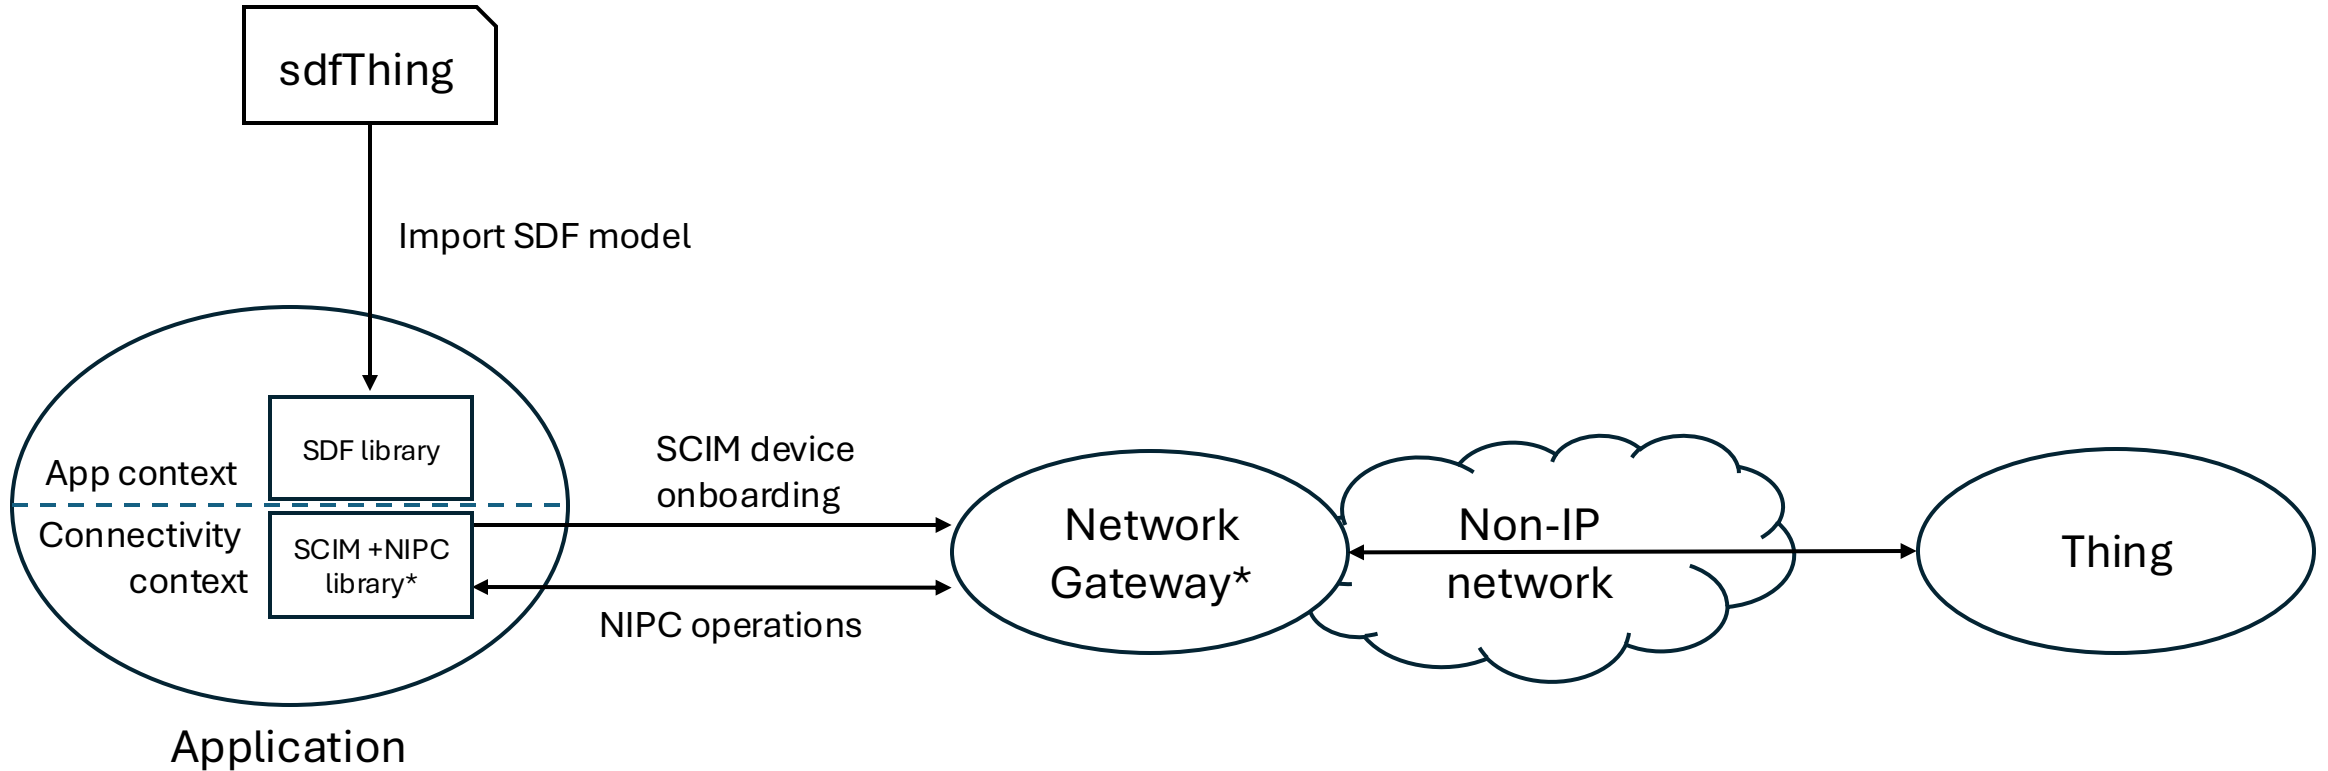 sdfThing
Import SDF model
SDF library
App context
Connectivity
context
SCIM +NIPC
library*
SCIM device
onboarding
NIPC operations
Network
Gateway*
Non-IP
network
Thing
Application